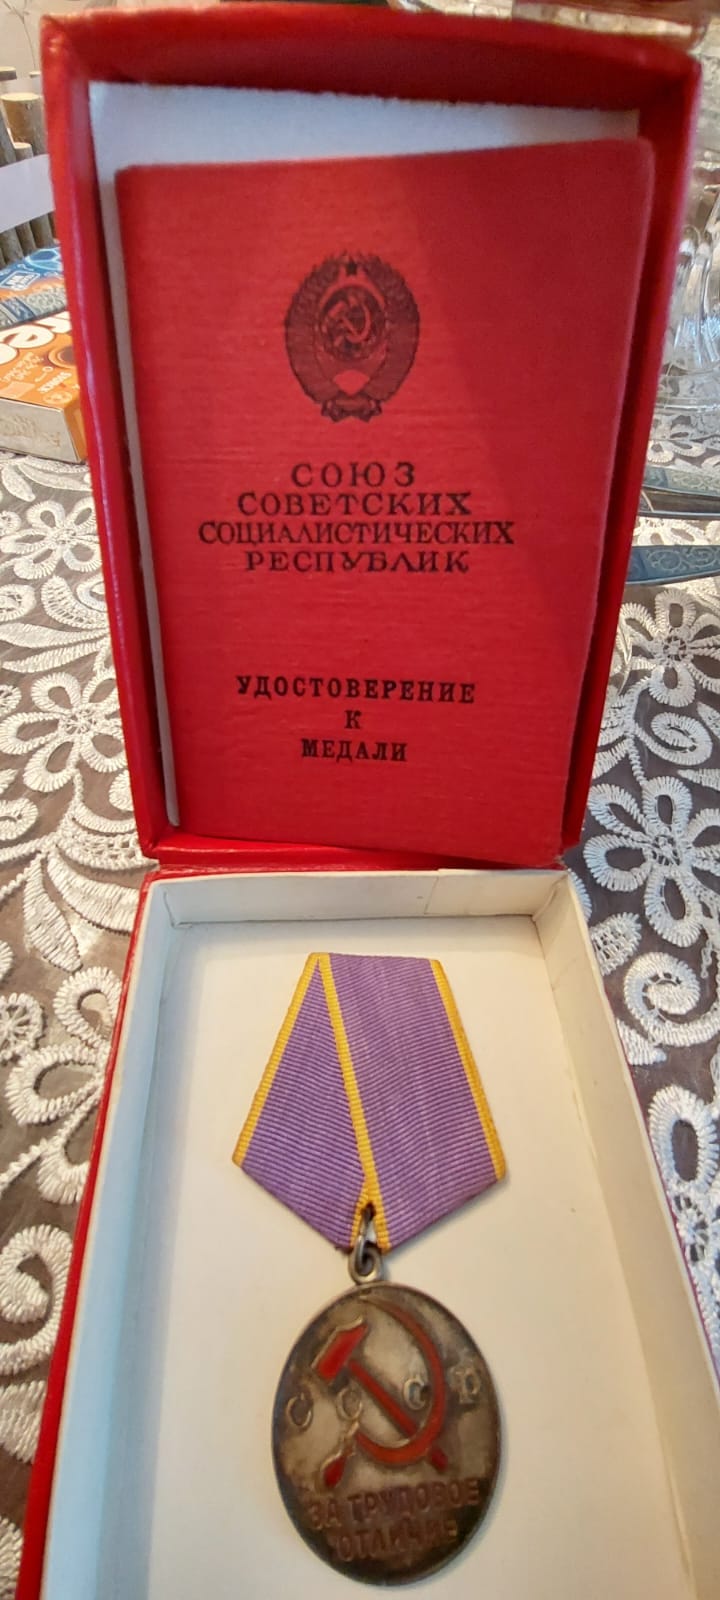 СОЮЗ
СОВЕТСКИХ
СОЦИАЛИСТИЧЕСКИХ
РЕСПУБЛИК
УДОСТОВЕРЕНИЕ
К
МЕДАЛИ
СССР
ЗА ТРУДОВОЕ
ОТЛИЧИЕ